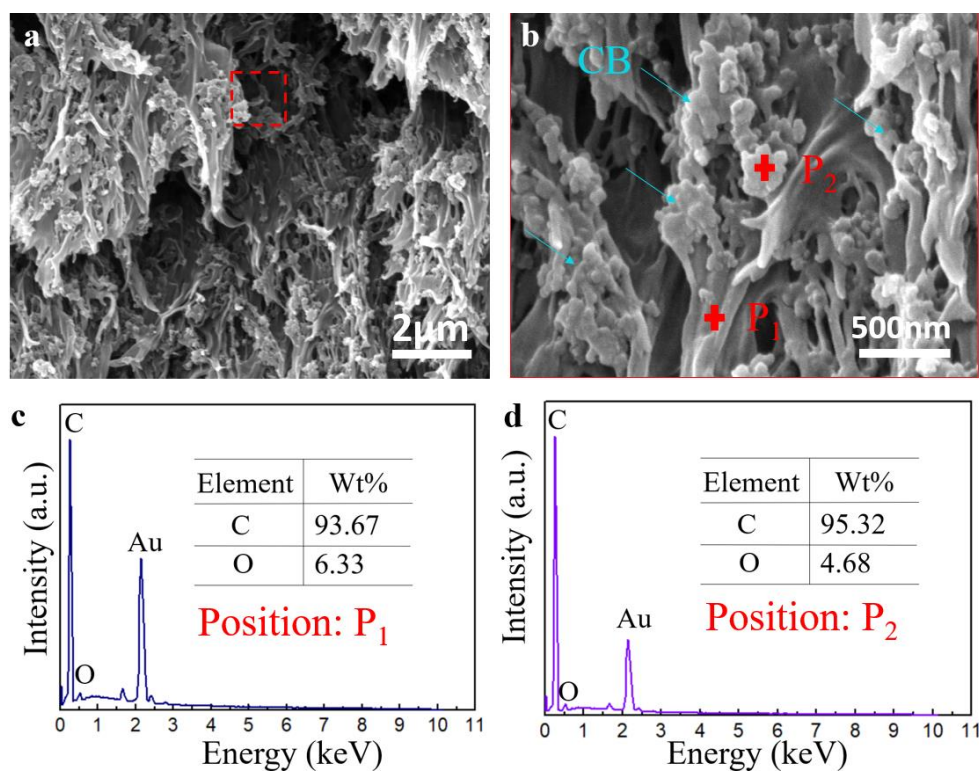 a
2μm
b
CB
P₂
P₁
500nm
c
C
Element Wt%
C 93.67
O 6.33
Au
Position: P₁
O
Intensity (a.u.)
0 1 2 3 4 5 6 7 8 9 10 11
Energy (keV)
d
C
Element Wt%
C 95.32
O 4.68
Au
Position: P₂
O
Intensity (a.u.)
0 1 2 3 4 5 6 7 8 9 10 11
Energy (keV)